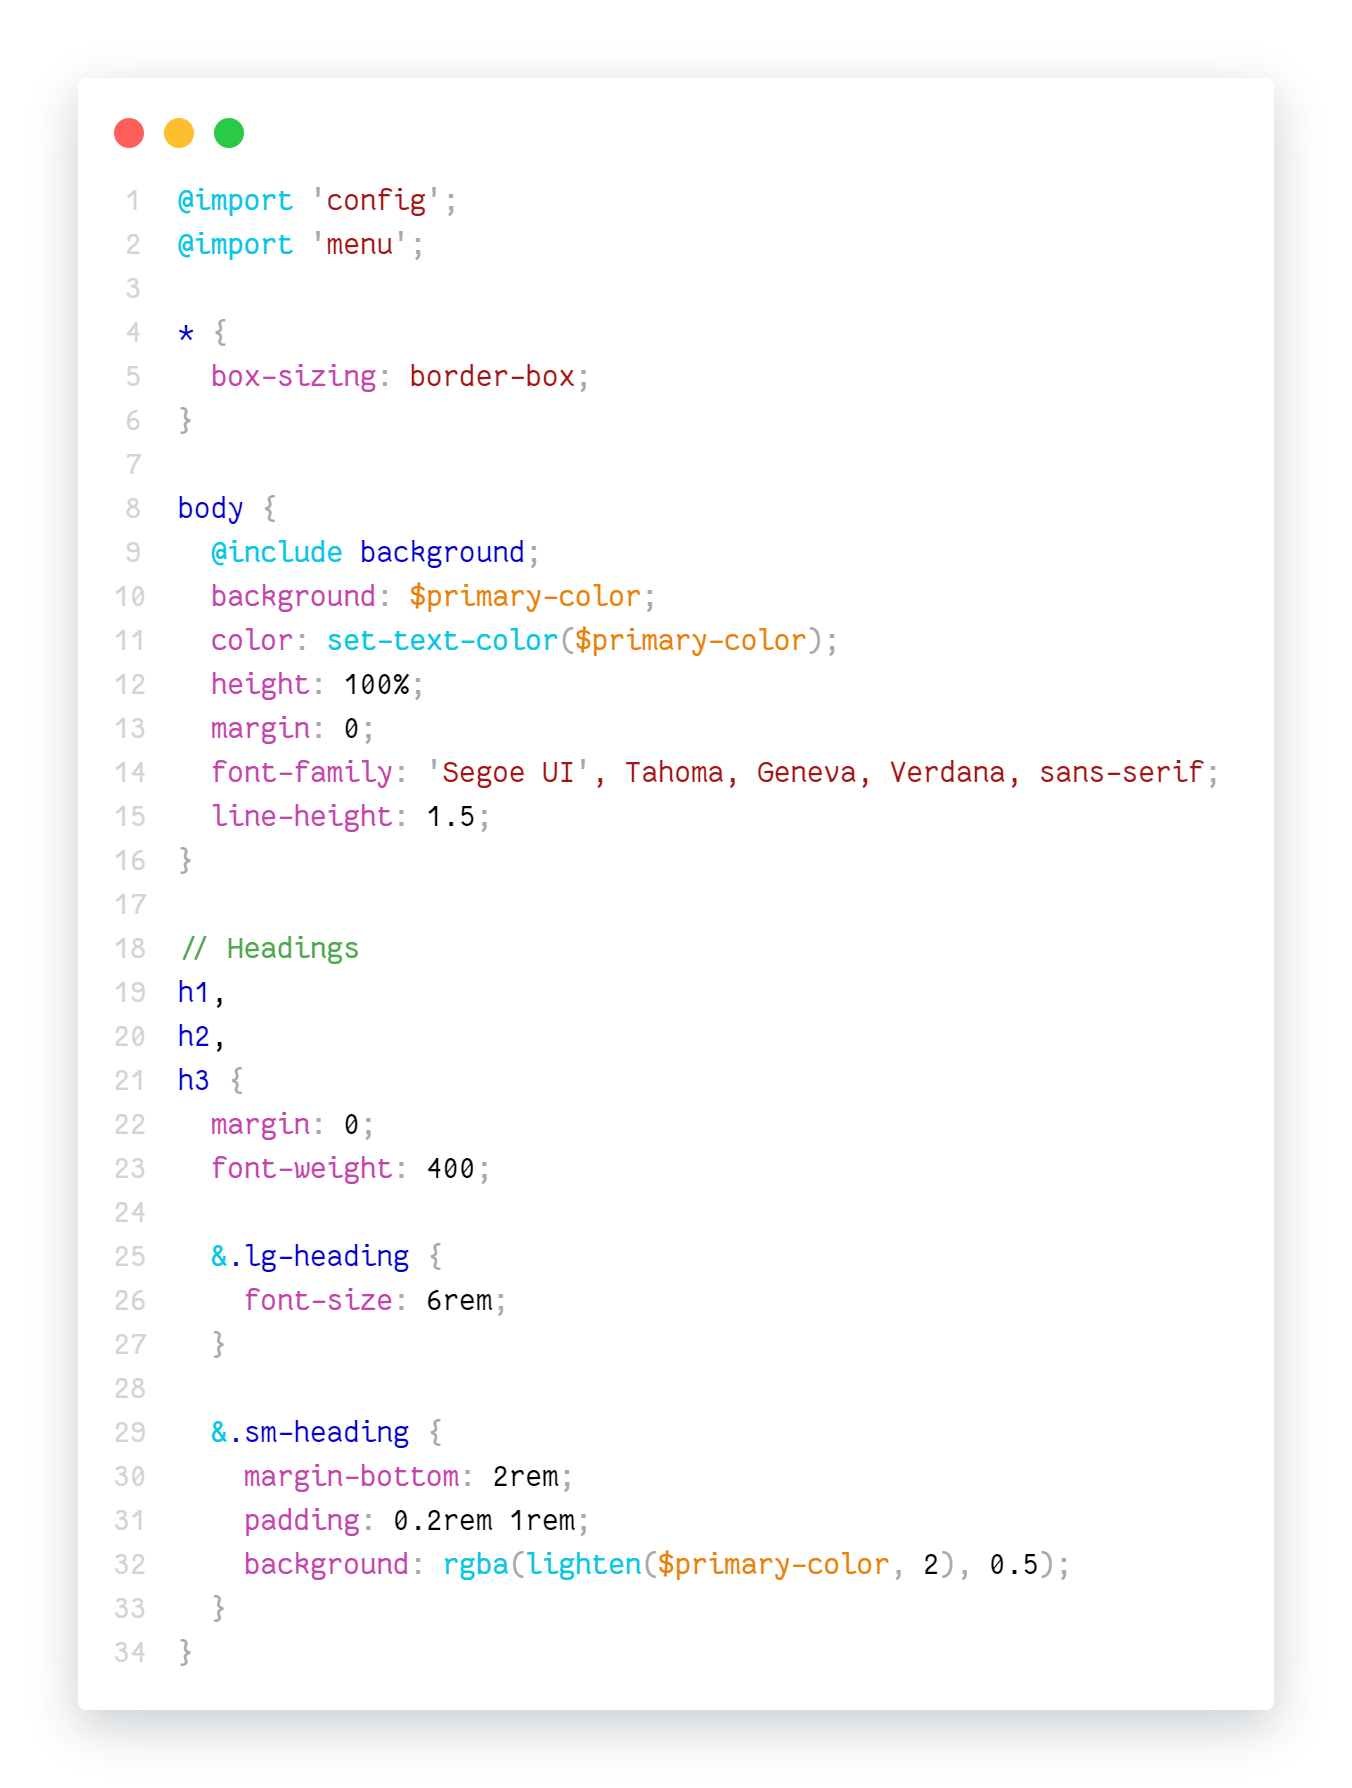 1 @import 'config';
2 @import 'menu';
3
4 * {
5   box-sizing: border-box;
6 }
7
8 body {
9   @include background;
10   background: $primary-color;
11   color: set-text-color($primary-color);
12   height: 100%;
13   margin: 0;
14   font-family: 'Segoe UI', Tahoma, Geneva, Verdana, sans-serif;
15   line-height: 1.5;
16 }
17
18 // Headings
19 h1,
20 h2,
21 h3 {
22   margin: 0;
23   font-weight: 400;
24
25   &.lg-heading {
26     font-size: 6rem;
27   }
28
29   &.sm-heading {
30     margin-bottom: 2rem;
31     padding: 0.2rem 1rem;
32     background: rgba(lighten($primary-color, 2), 0.5);
33   }
34 }